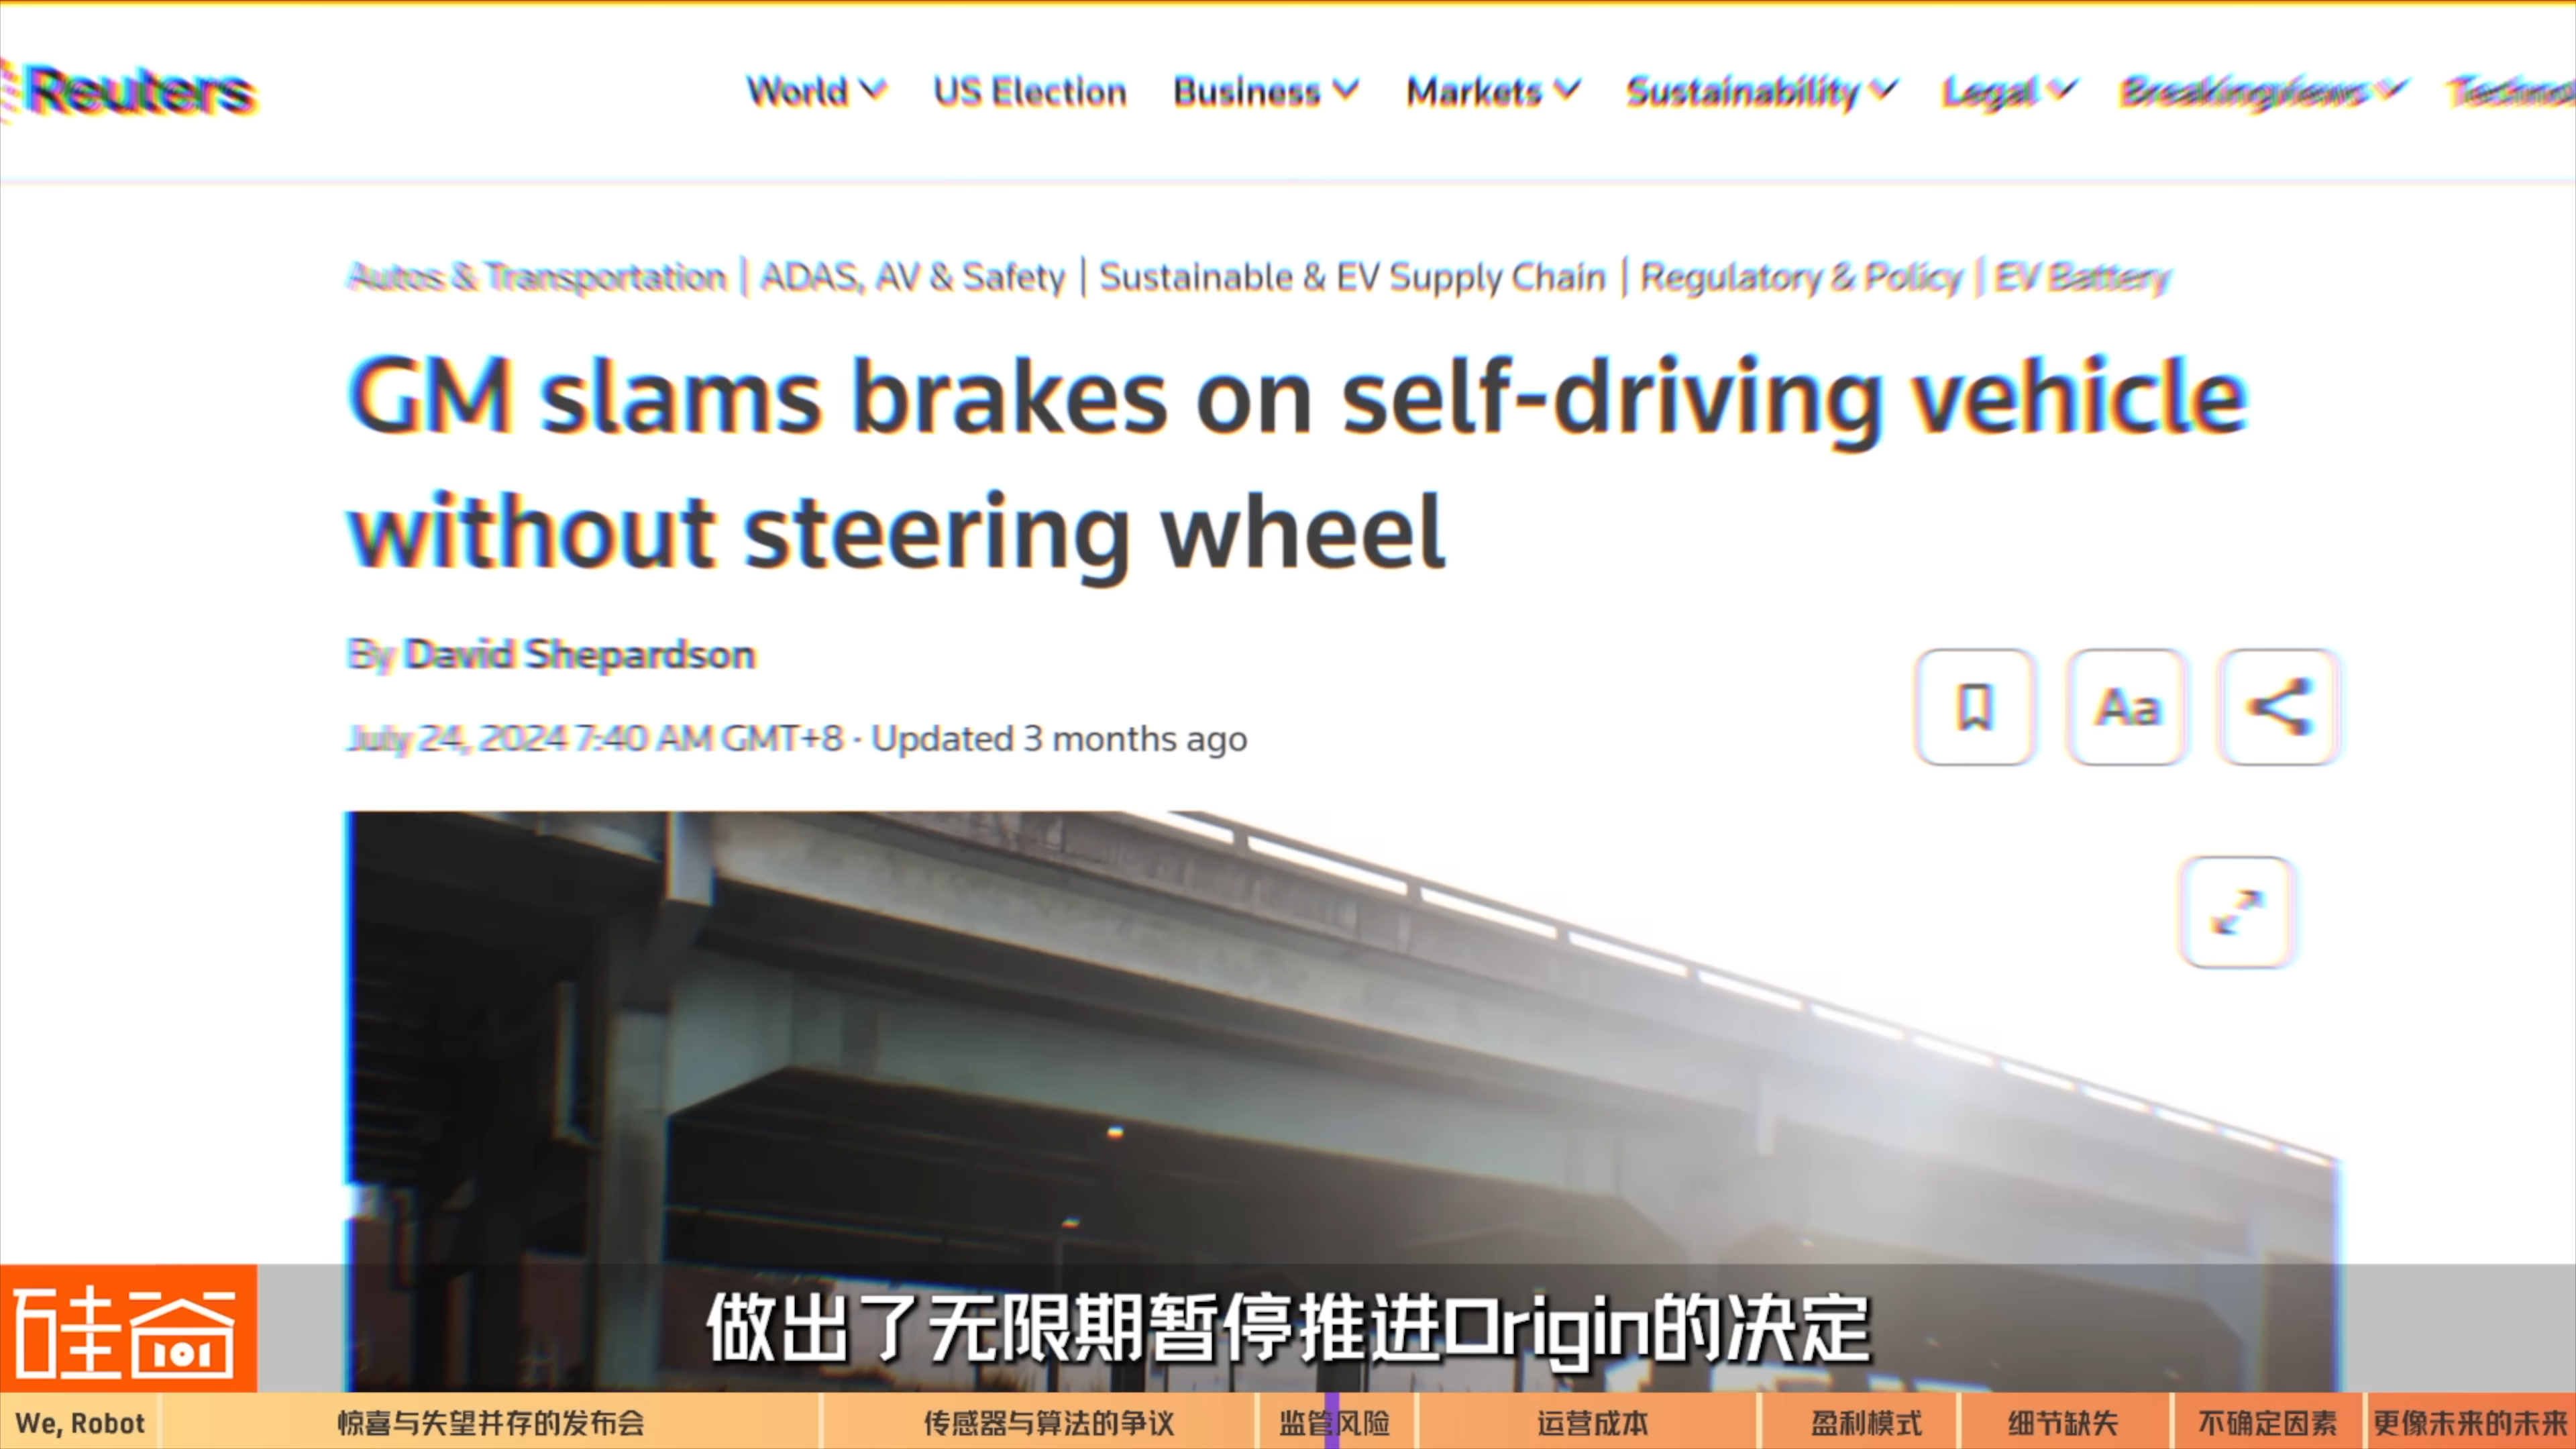 Reuters
World US Election Business Markets Sustainability Legal Breakingviews Technol
Autos & Transportation | ADAS, AV & Safety | Sustainable & EV Supply Chain | Regulatory & Policy | EV Battery
GM slams brakes on self-driving vehicle
without steering wheel
By David Shepardson
July 24, 2024 7:40 AM GMT+8 · Updated 3 months ago
Aa
硅谷
101
做出了无限期暂停推进Origin的决定
We, Robot 惊喜与失望并存的发布会 传感器与算法的争议 监管风险 运营成本 盈利模式 细节缺失 不确定因素 更像未来的未来